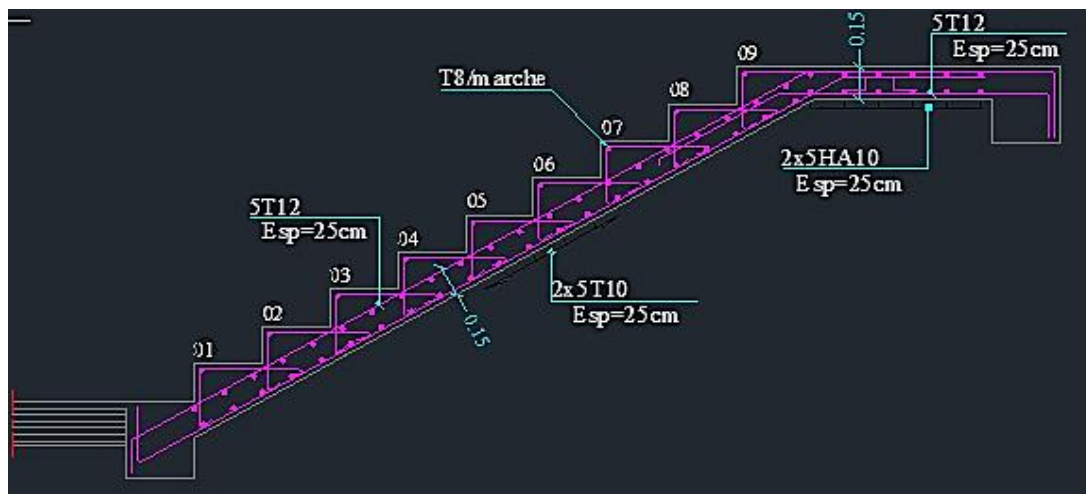 5T12
Esp=25cm
0.15
09
T8/marche
08
07
2x5HA10
Esp=25cm
06
05
5T12
Esp=25cm
04
03
2x5T10
Esp=25cm
0.15
02
01